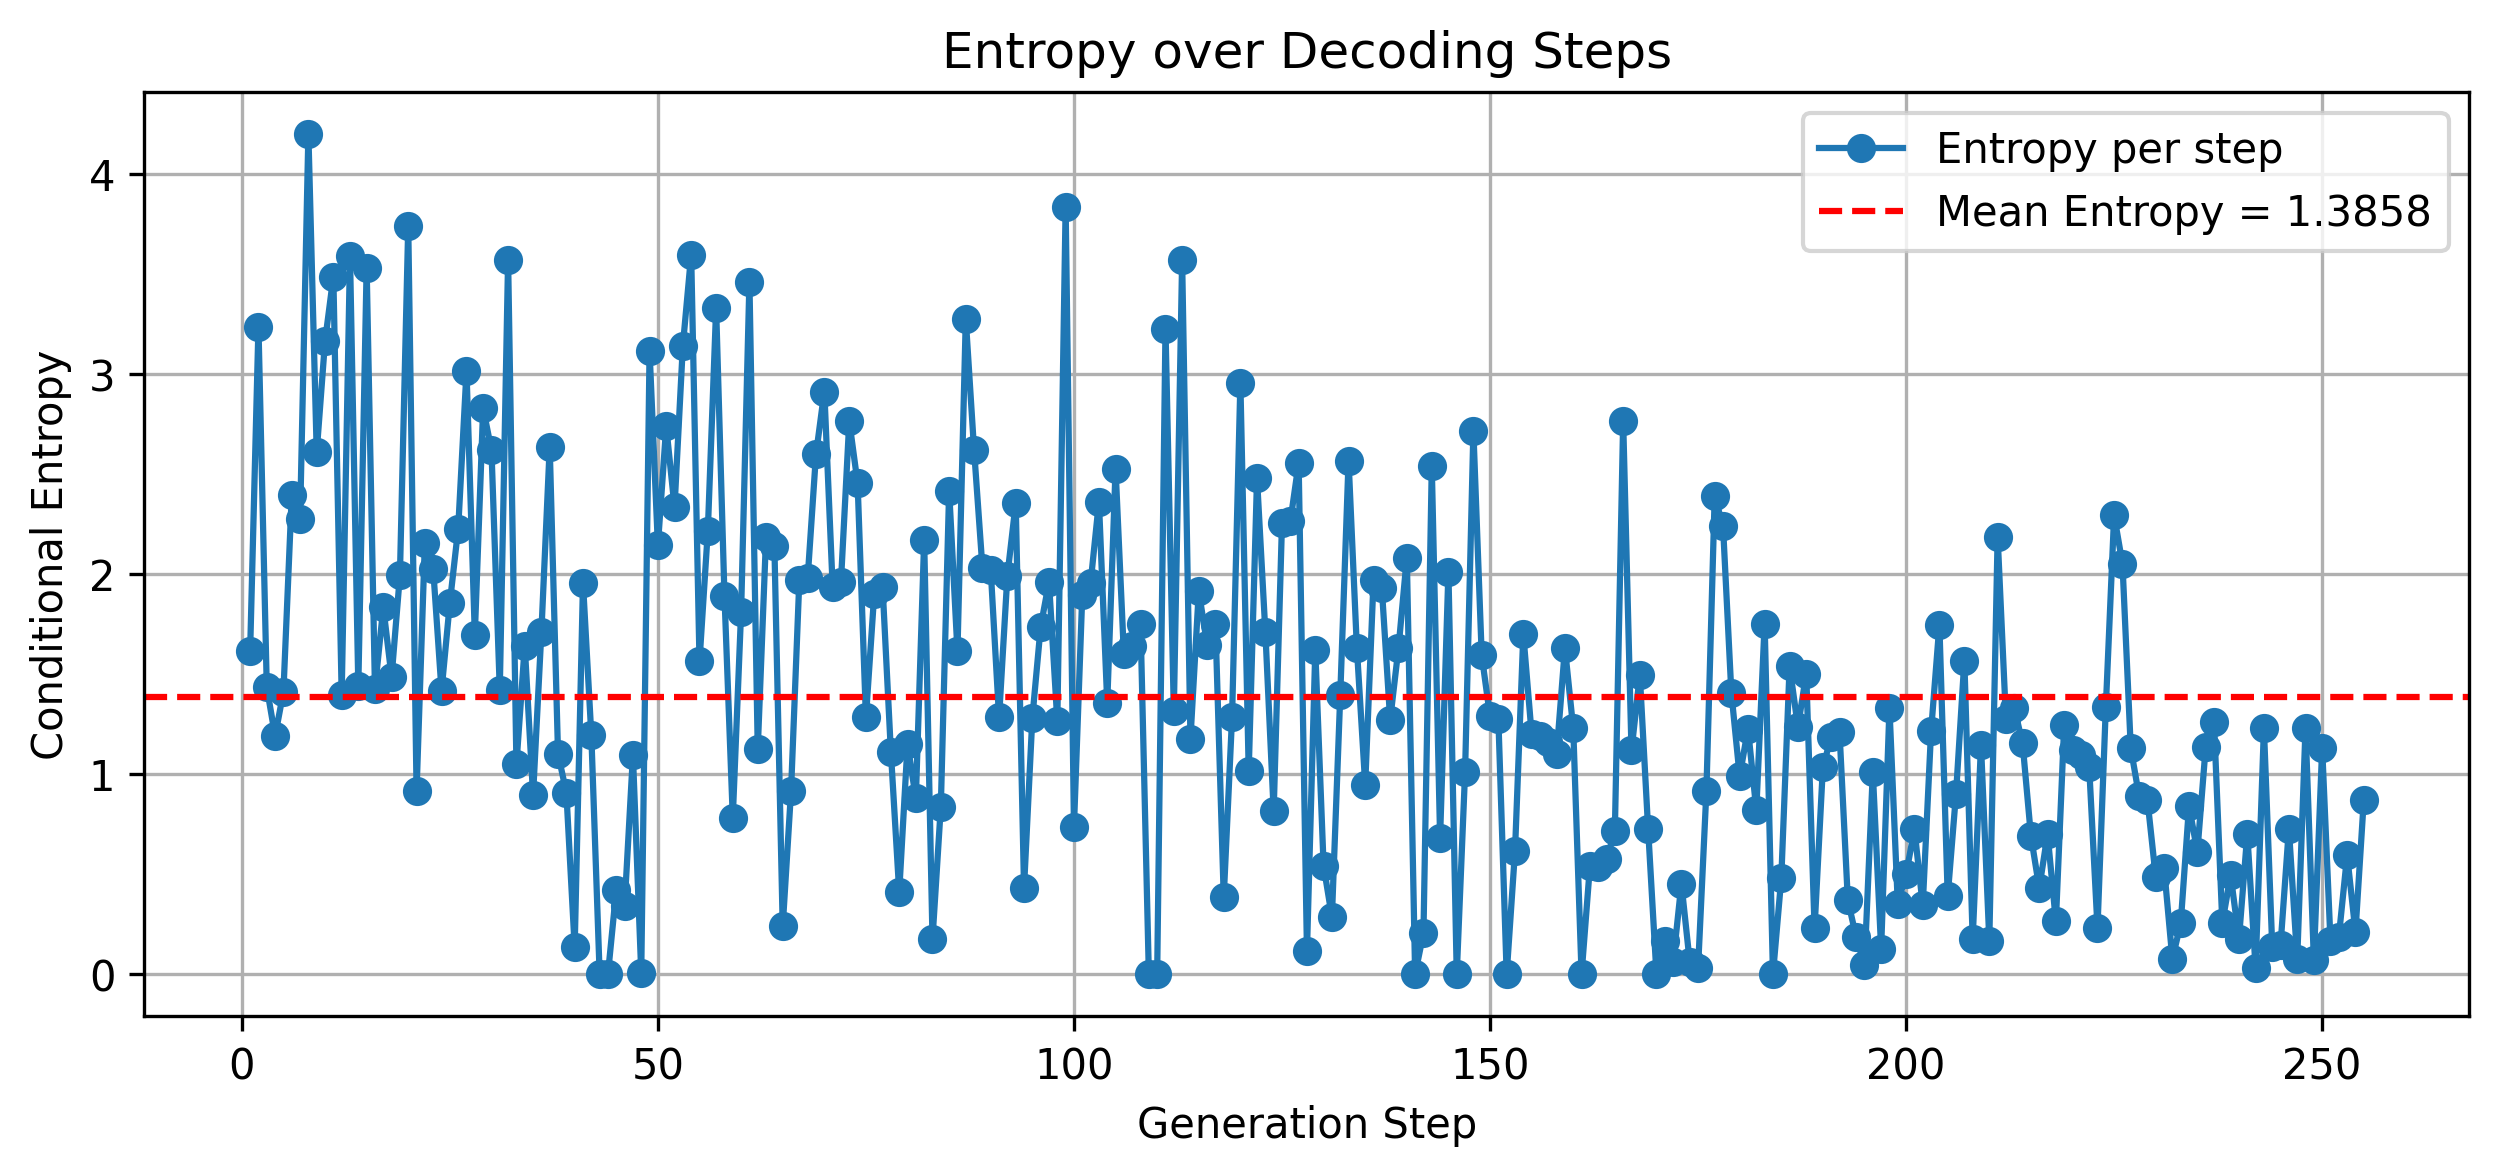 Entropy over Decoding Steps
Entropy per step
Mean Entropy = 1.3858
Conditional Entropy
4
3
2
1
0
0 50 100 150 200 250
Generation Step